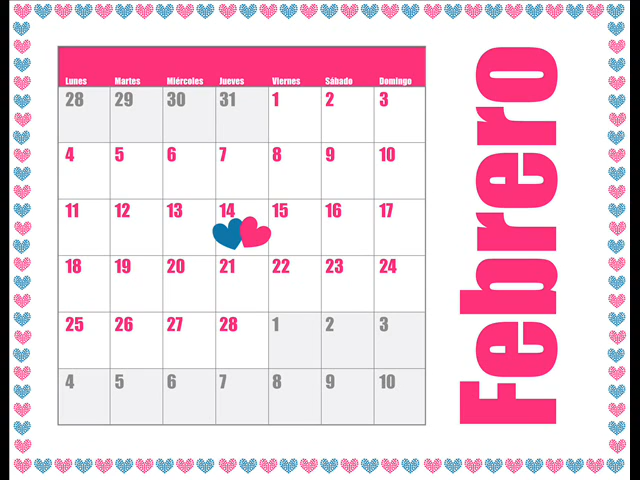 Lunes Martes Miércoles Jueves Viernes Sábado Domingo
28 29 30 31 1 2 3
4 5 6 7 8 9 10
11 12 13 14 15 16 17
18 19 20 21 22 23 24
25 26 27 28 1 2 3
4 5 6 7 8 9 10
Febrero